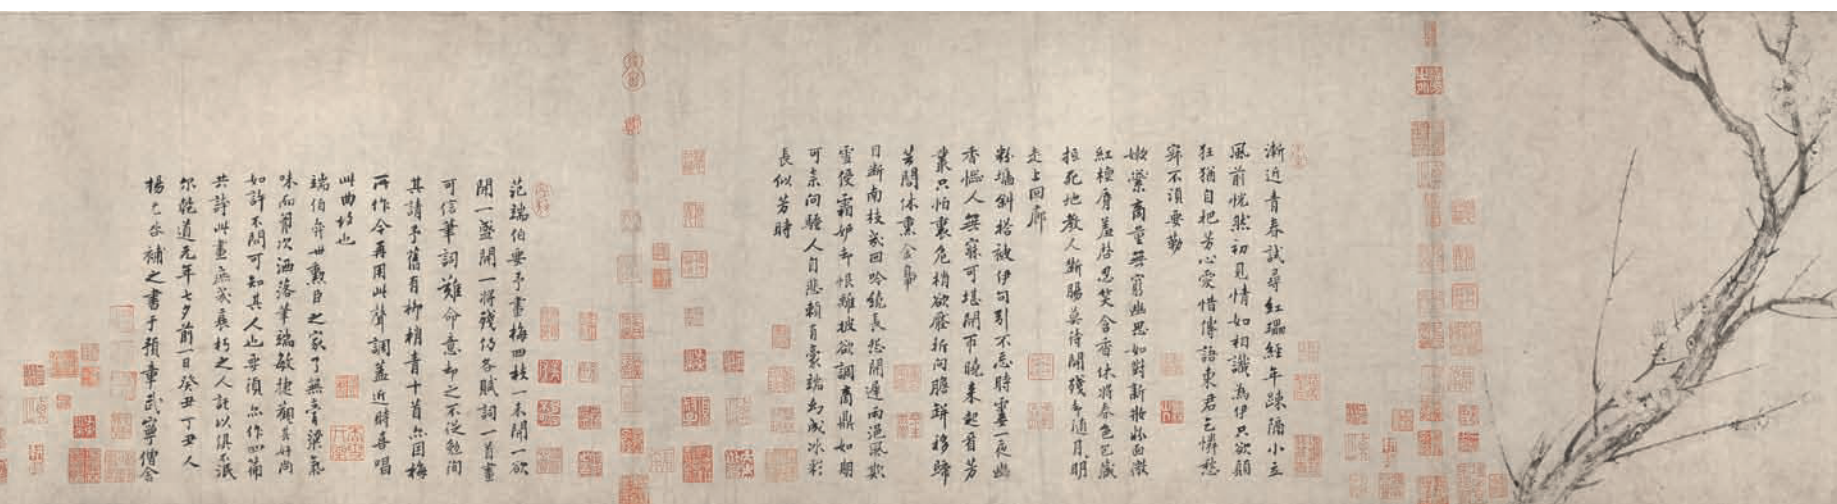 漸近青春試尋紅瓃經年疎隔小立
風前恍然初見情如相識為伊只欲顛
狂猶自把芳心愛惜傳語東君乞憐愁
寂不須要勒
嫩蘂商量無窮幽思如對新妝粉面微
紅檀脣羞啓忍笑含香休將春色包藏
抵死地教人斷腸莫待開殘却隨月明
走上回廊
粉墻斜搭被伊勾引不忘時霎一夜幽
香惱人無寐可堪開匝曉來起看芳
叢只怕裏危梢欲壓折向膽缾移歸
芸閣休熏金鴨
目斷南枝幾回吟繞長怨開遲雨浥風欺
雪侵霜妒却恨離披欲調商鼎如期
可柰向騷人自悲賴有毫端幻成冰彩
長似芳時
范端伯要予畫梅四枝一未開一欲
開一盛開一將殘仍各賦詞一首畫
可信筆詞難命意却之不從勉徇
其請予舊有柳梢青十首亦因梅
所作今再用此聲調蓋近時喜唱
此曲故也
端伯奕世勳臣之家了無膏粱氣
味而胸次洒落筆端敏捷觀其好尚
如許不問可知其人也要須亦作四篇
共誇此畫庶幾衰朽之人託以俱不泯
尔乾道元年七夕前一日癸丑丁丑人
揚无咎補之書于豫章武寧僧舍